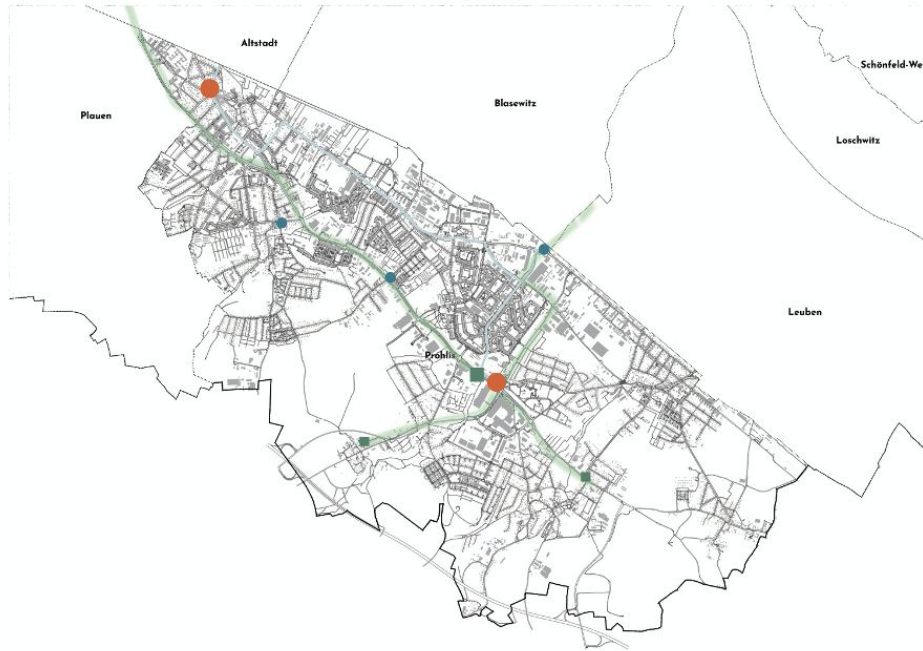 Altstadt
Schönfeld-We
Blasewitz
Plauen
Loschwitz
Leuben
Prohlis